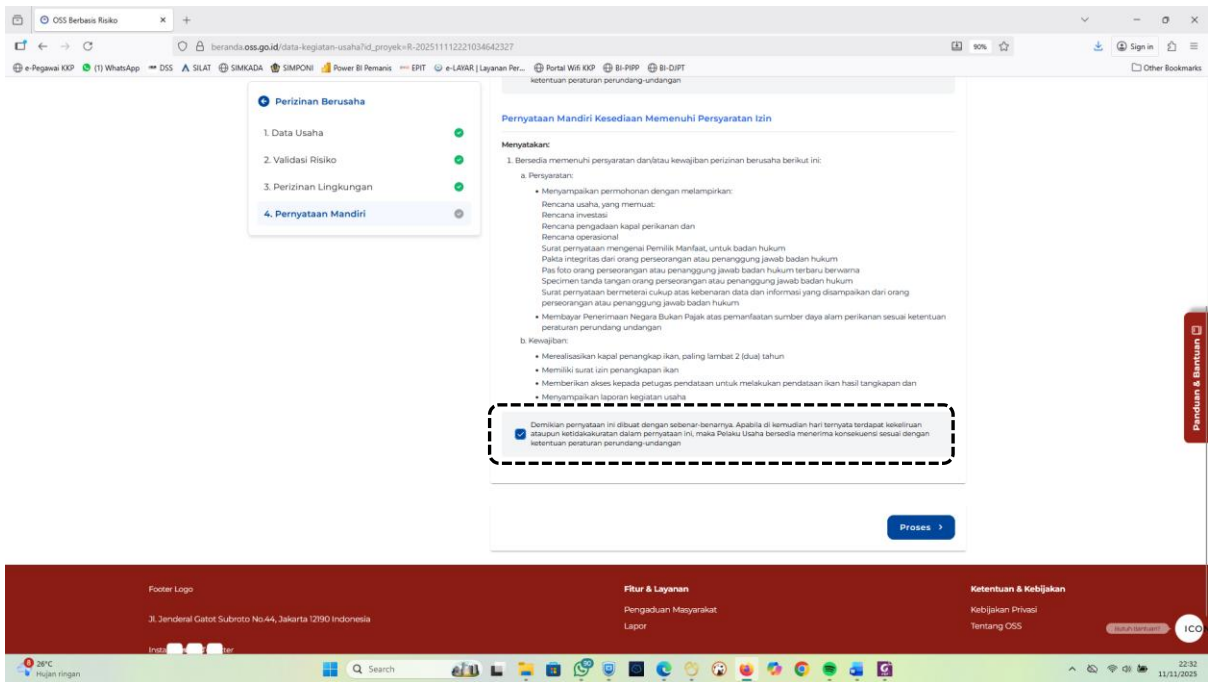 OSS Berbasis Risiko
beranda.oss.go.id/data-kegiatan-usaha?id_proyek=R-202511112221034642327
90%
Sign in
e-Pegawai KKP (1) WhatsApp DSS SILAT SIMKADA SIMPONI Power BI Pemanis EPIT e-LAYAR | Layanan Per... Portal Wifi KKP BI-PIPP BI-DJPT Other Bookmarks
ketentuan peraturan perundang-undangan
Perizinan Berusaha
1. Data Usaha
2. Validasi Risiko
3. Perizinan Lingkungan
4. Pernyataan Mandiri
Pernyataan Mandiri Kesediaan Memenuhi Persyaratan Izin
Menyatakan:
1. Bersedia memenuhi persyaratan dan/atau kewajiban perizinan berusaha berikut ini:
a. Persyaratan:
• Menyampaikan permohonan dengan melampirkan:
Rencana usaha, yang memuat:
Rencana investasi
Rencana pengadaan kapal perikanan dan
Rencana operasional
Surat pernyataan mengenai Pemilik Manfaat, untuk badan hukum
Pakta integritas dari orang perseorangan atau penanggung jawab badan hukum
Pas foto orang perseorangan atau penanggung jawab badan hukum terbaru berwarna
Specimen tanda tangan orang perseorangan atau penanggung jawab badan hukum
Surat pernyataan bermeterai cukup atas kebenaran data dan informasi yang disampaikan dari orang
perseorangan atau penanggung jawab badan hukum
• Membayar Penerimaan Negara Bukan Pajak atas pemanfaatan sumber daya alam perikanan sesuai ketentuan
peraturan perundang undangan
b. Kewajiban:
• Merealisasikan kapal penangkap ikan, paling lambat 2 (dua) tahun
• Memiliki surat izin penangkapan ikan
• Memberikan akses kepada petugas pendataan untuk melakukan pendataan ikan hasil tangkapan dan
• Menyampaikan laporan kegiatan usaha
Demikian pernyataan ini dibuat dengan sebenar-benarnya. Apabila di kemudian hari ternyata terdapat kekeliruan
ataupun ketidakakuratan dalam pernyataan ini, maka Pelaku Usaha bersedia menerima konsekuensi sesuai dengan
ketentuan peraturan perundang-undangan
Proses
Panduan & Bantuan
Footer Logo
Jl. Jenderal Gatot Subroto No.44, Jakarta 12190 Indonesia
Fitur & Layanan
Pengaduan Masyarakat
Lapor
Ketentuan & Kebijakan
Kebijakan Privasi
Tentang OSS
Butuh Bantuan?
ICO
26°C
Hujan ringan
Search
22:32
11/11/2025